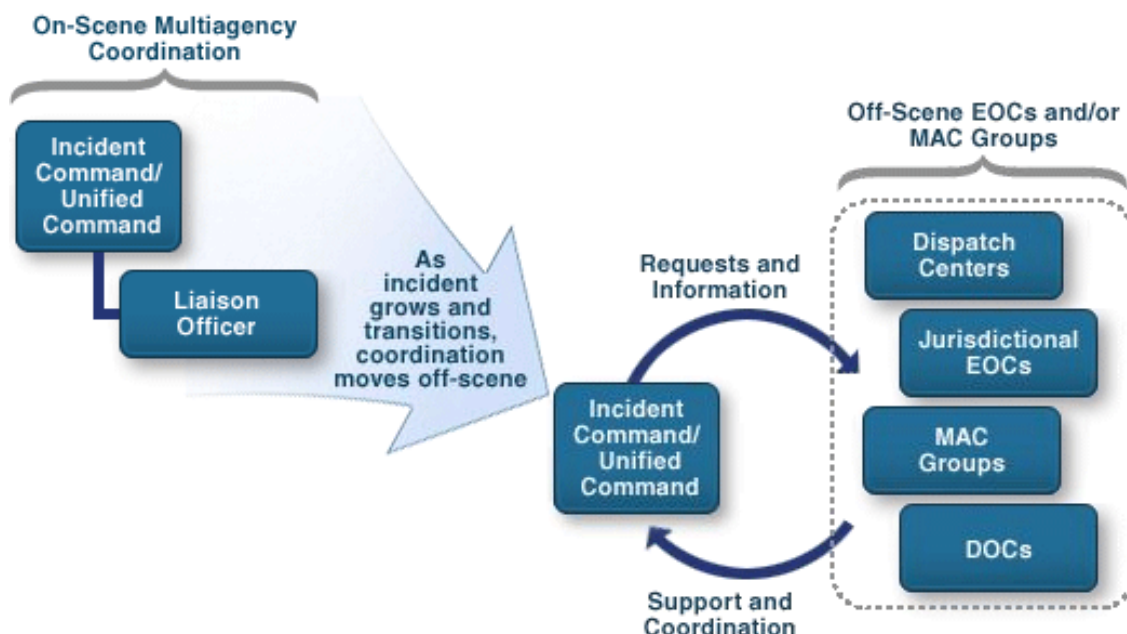 On-Scene Multiagency
Coordination
Incident
Command/
Unified
Command
Liaison
Officer
As
incident
grows and
transitions,
coordination
moves off-scene
Incident
Command/
Unified
Command
Requests and
Information
Support and
Coordination
Off-Scene EOCs and/or
MAC Groups
Dispatch
Centers
Jurisdictional
EOCs
MAC
Groups
DOCs